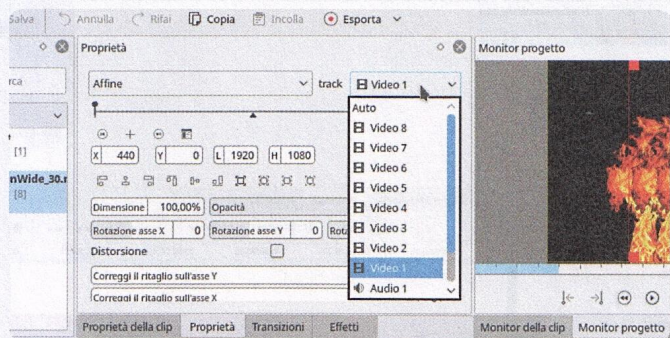 Salva Annulla Rifai Copia Incolla Esporta
Proprietà
Monitor progetto
rca
Affine
track
Video 1
Auto
Video 8
Video 7
Video 6
Video 5
Video 4
Video 3
Video 2
Video 1
Audio 1
[1]
nWide_30.r
[8]
X 440 Y 0 L 1920 H 1080
Dimensione 100,00% Opacità
Rotazione asse X 0 Rotazione asse Y 0 Rota
Distorsione
Correggi il ritaglio sull'asse Y
Correggi il ritaglio sull'asse X
Proprietà della clip Proprietà Transizioni Effetti
Monitor della clip Monitor progetto